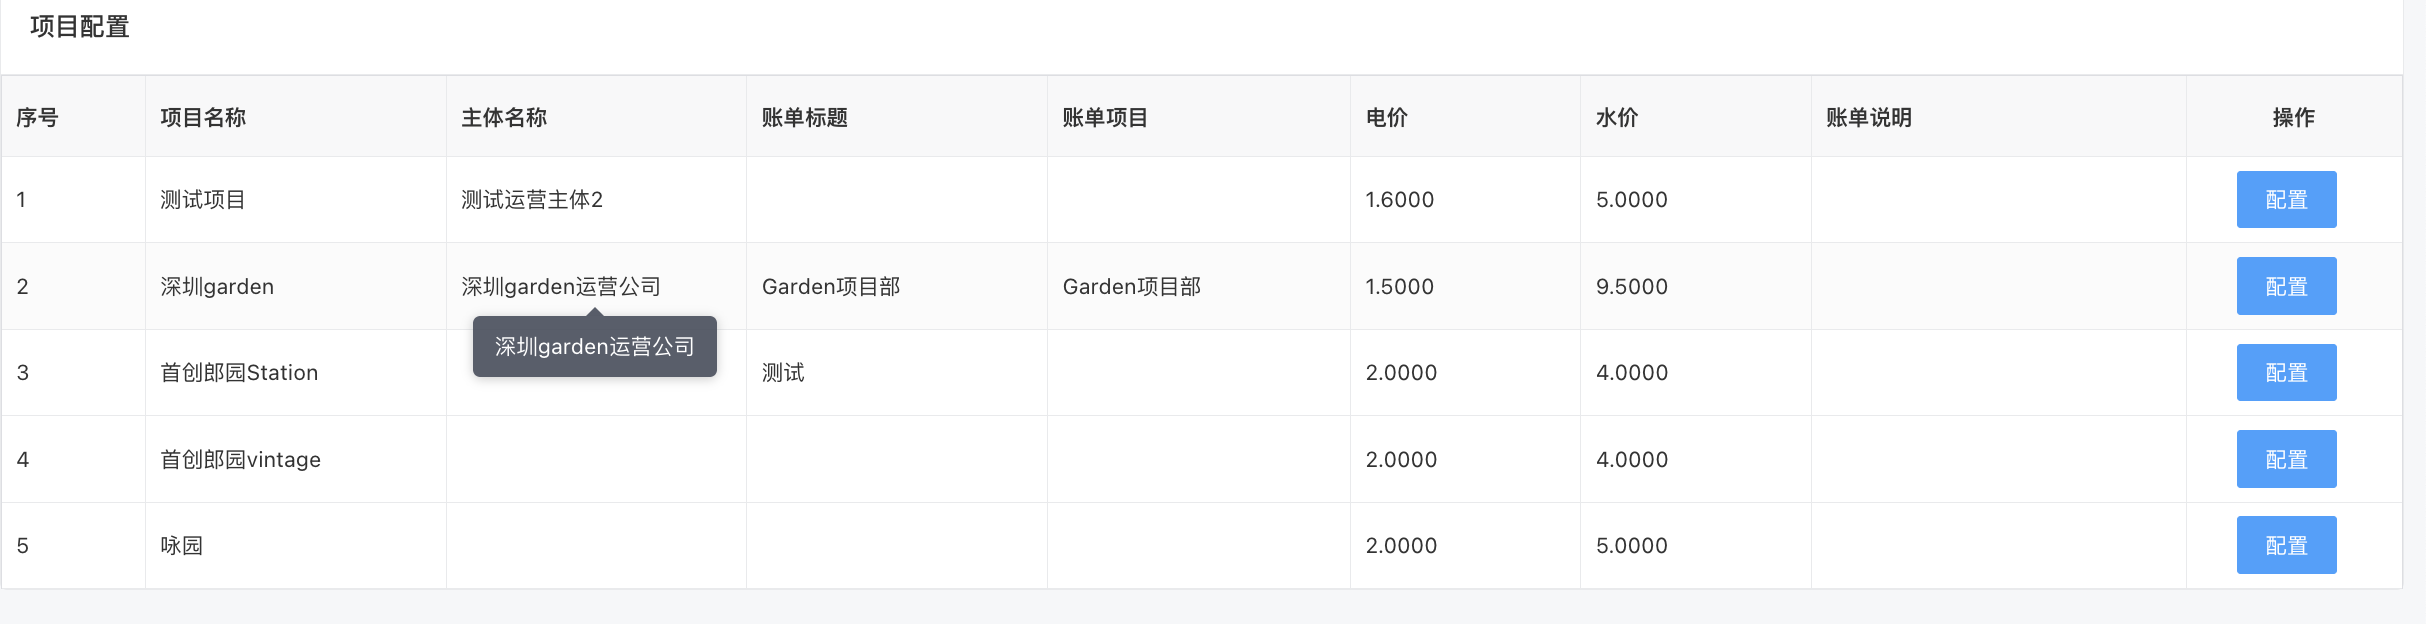 项目配置
序号 项目名称 主体名称 账单标题 账单项目 电价 水价 账单说明 操作
1 测试项目 测试运营主体2 1.6000 5.0000 配置
2 深圳garden 深圳garden运营公司 Garden项目部 Garden项目部 1.5000 9.5000 配置
深圳garden运营公司
3 首创郎园Station 测试 2.0000 4.0000 配置
4 首创郎园vintage 2.0000 4.0000 配置
5 咏园 2.0000 5.0000 配置